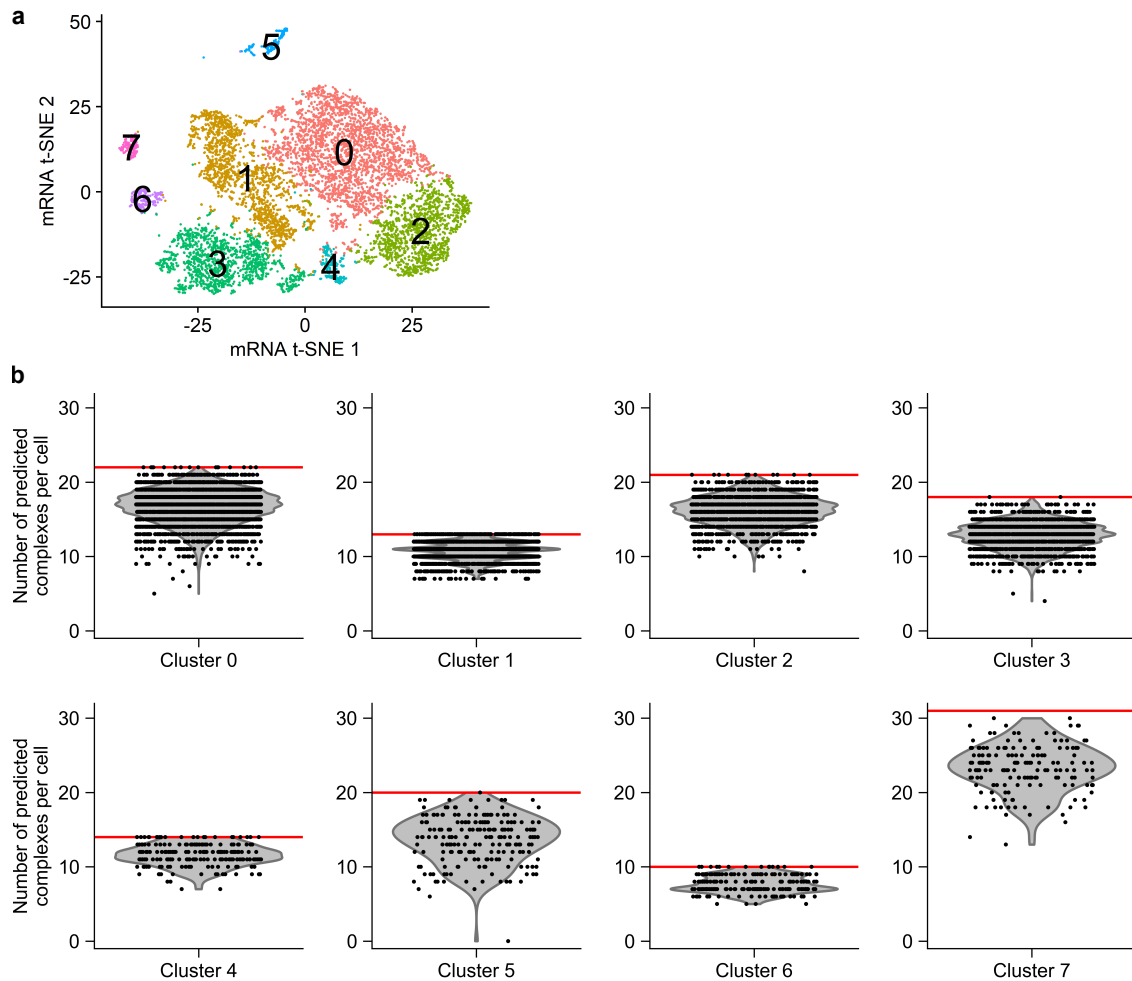 a
50
25
0
-25
mRNA t-SNE 2
5
7
0
1
6
2
3
4
-25
0
25
mRNA t-SNE 1
b
Number of predicted
complexes per cell
30
20
10
0
Cluster 0
30
20
10
0
Cluster 1
30
20
10
0
Cluster 2
30
20
10
0
Cluster 3
Number of predicted
complexes per cell
30
20
10
0
Cluster 4
30
20
10
0
Cluster 5
30
20
10
0
Cluster 6
30
20
10
0
Cluster 7